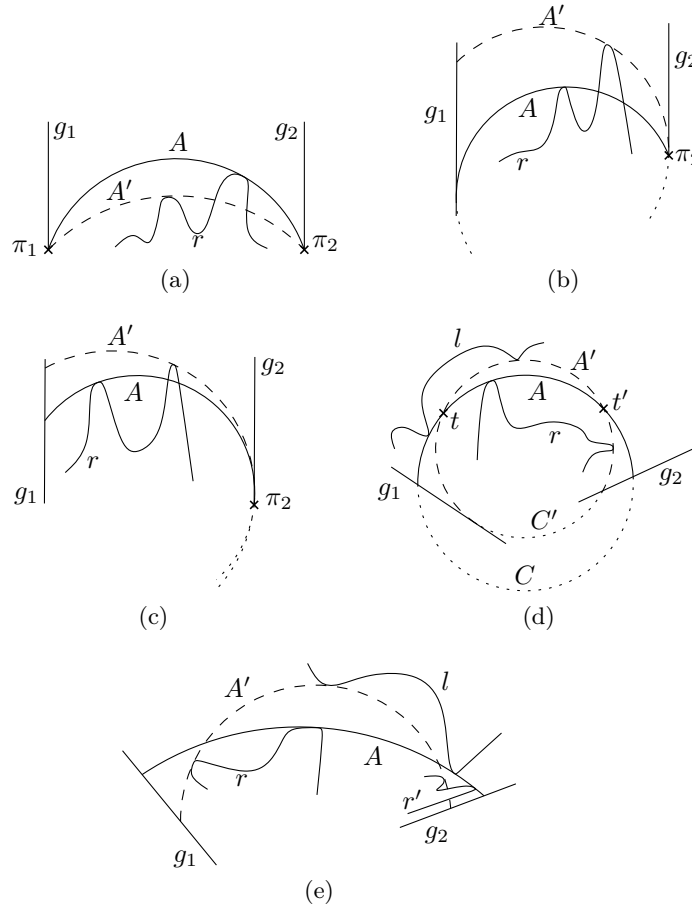 g₁ g₂
A
A′
π₁ r π₂
(a)
A′
g₂
g₁ A
r π₂
(b)
A′
g₂
A
r
g₁ π₂
(c)
l A′
A
t t′
r
g₁ g₂
C′
C
(d)
A′ l
A
r
r′
g₁ g₂
(e)